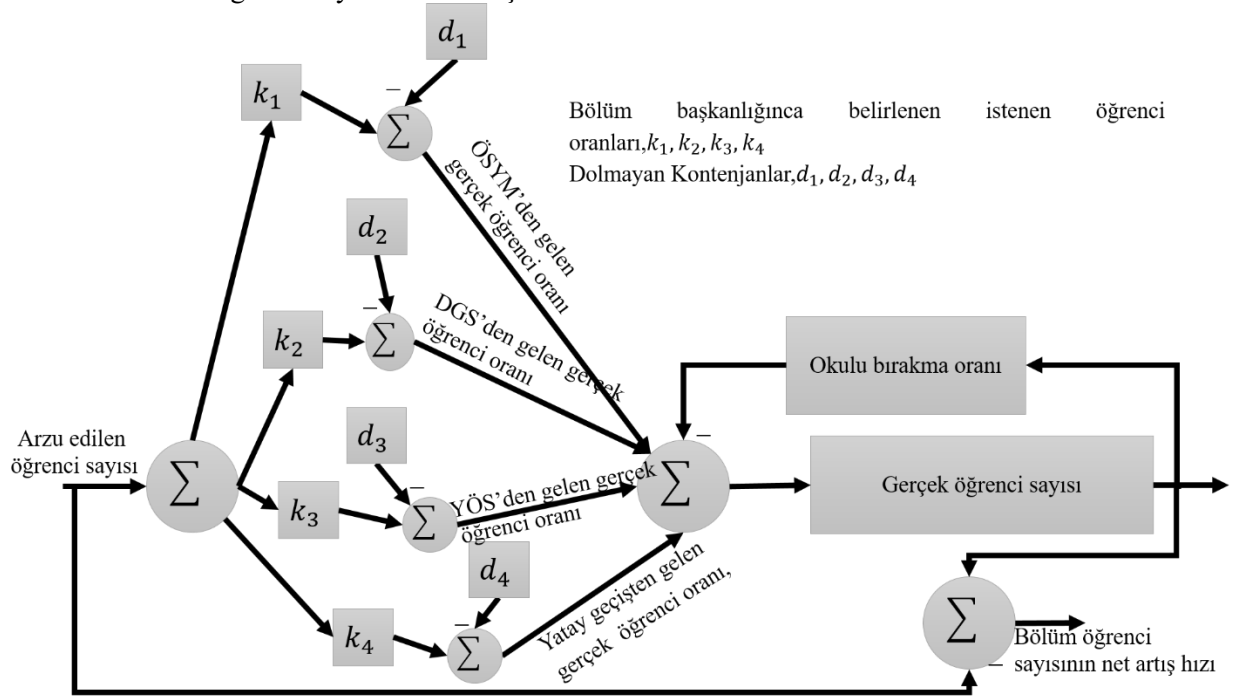 d₁
k₁
−
∑
Bölüm başkanlığınca belirlenen istenen öğrenci
oranları,k₁, k₂, k₃, k₄
Dolmayan Kontenjanlar,d₁, d₂, d₃, d₄
ÖSYM'den gelen
gerçek öğrenci oranı
d₂
−
k₂
∑
DGS'den gelen gerçek
öğrenci oranı
Okulu bırakma oranı
Arzu edilen
öğrenci sayısı
∑
d₃
−
k₃
∑
YÖS'den gelen gerçek
öğrenci oranı
−
∑
Gerçek öğrenci sayısı
d₄
−
k₄
∑
Yatay geçişten gelen
gerçek öğrenci oranı,
∑
−
Bölüm öğrenci
sayısının net artış hızı